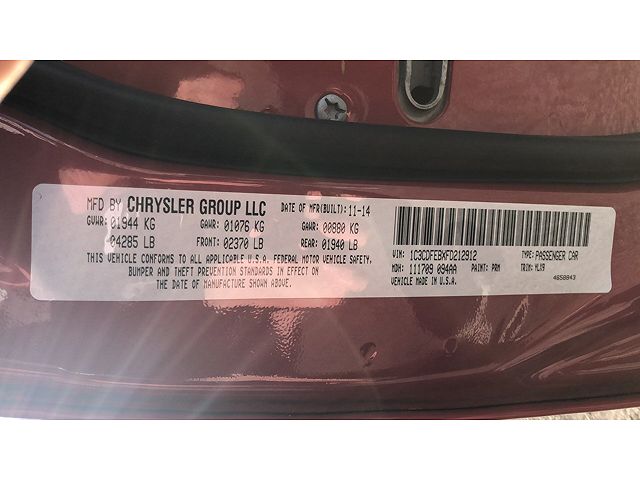 MFD BY CHRYSLER GROUP LLC DATE OF MFR(BUILT): 11-14
GVWR: 01944 KG GAWR: 01076 KG GAWR: 00880 KG
04285 LB FRONT: 02370 LB REAR: 01940 LB
THIS VEHICLE CONFORMS TO ALL APPLICABLE U.S.A. FEDERAL MOTOR VEHICLE SAFETY,
BUMPER AND THEFT PREVENTION STANDARDS IN EFFECT ON
THE DATE OF MANUFACTURE SHOWN ABOVE.
VIN: 1C3CDFEBXFD212912 TYPE: PASSENGER CAR
MDH: 111709 094AA PAINT: PRM TRIM: HLX9
VEHICLE MADE IN U.S.A. 4658843